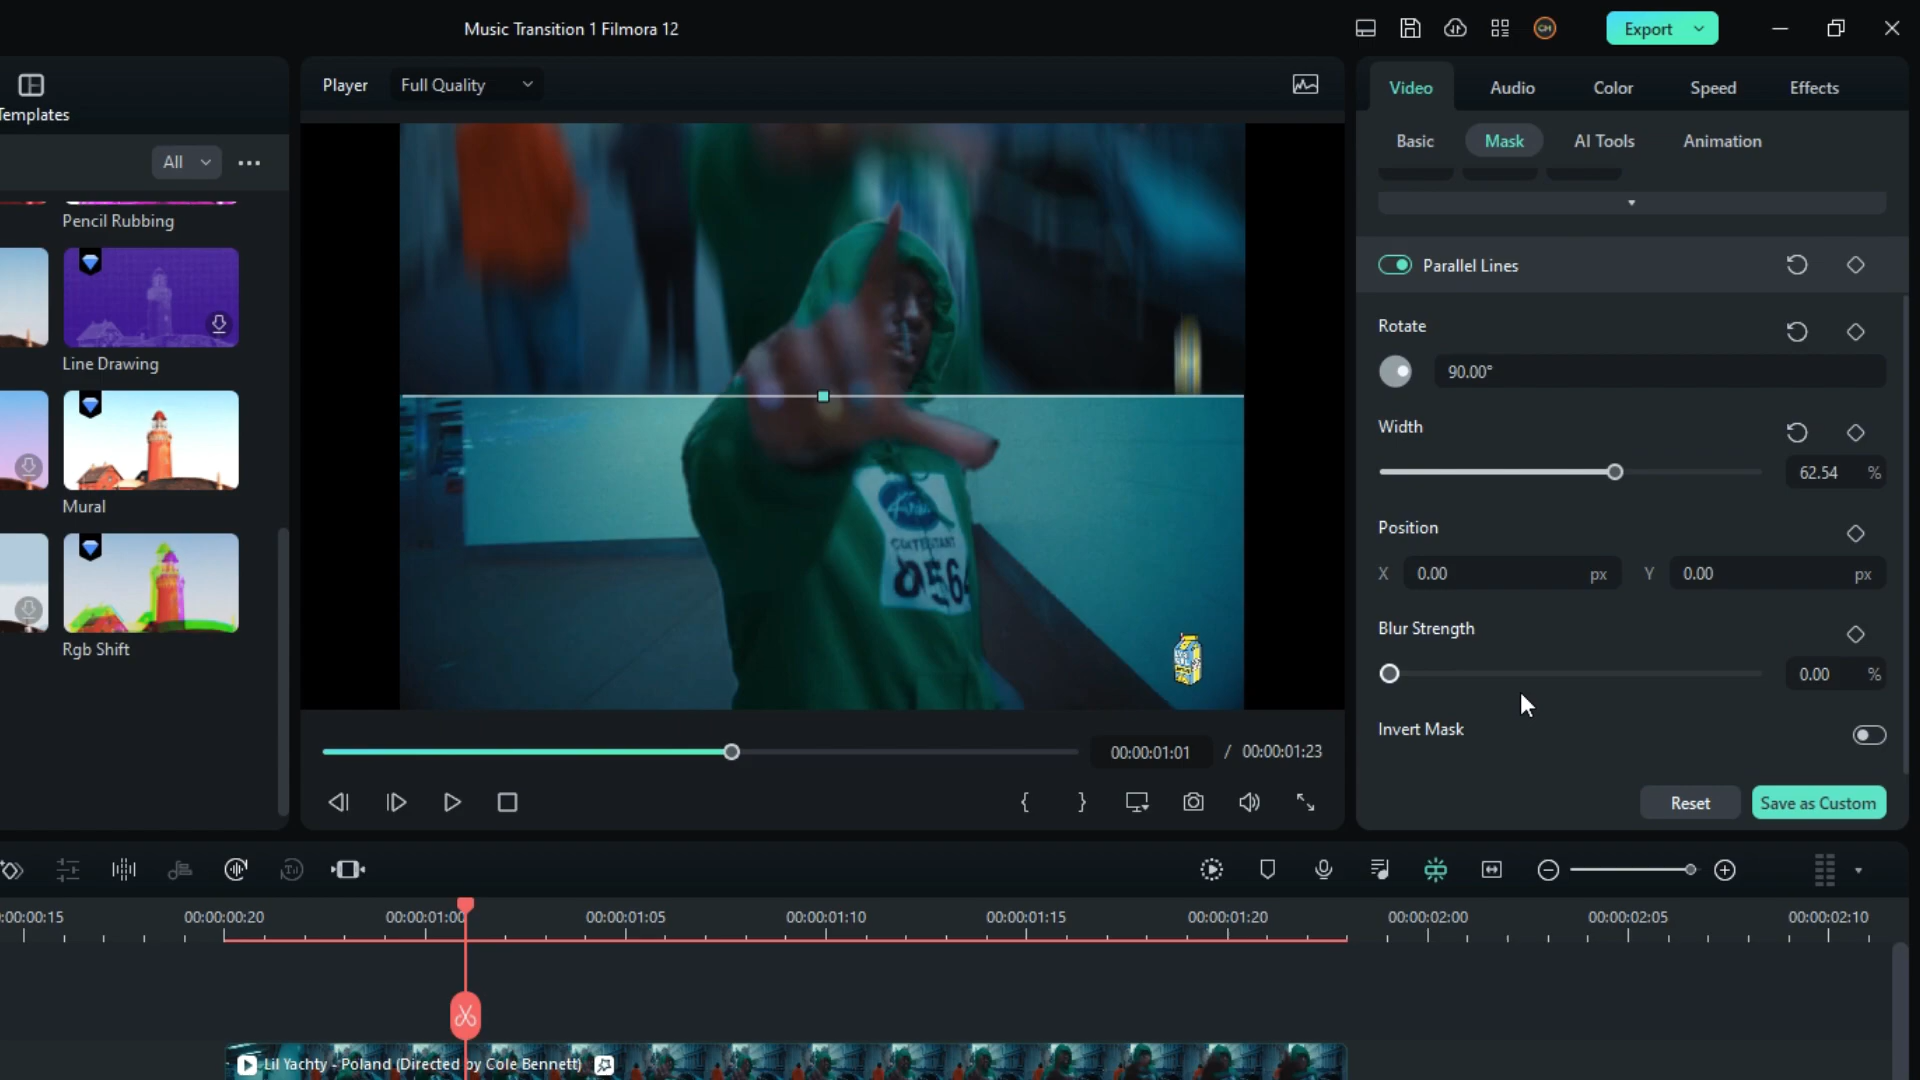 Music Transition 1 Filmora 12
Export
Templates
Player
Full Quality
Video
Audio
Color
Speed
Effects
All
Basic
Mask
AI Tools
Animation
Pencil Rubbing
Parallel Lines
Rotate
90.00°
Line Drawing
Width
62.54 %
Mural
Position
X 0.00 px Y 0.00 px
Blur Strength
0.00 %
Rgb Shift
Invert Mask
00:00:01:01 / 00:00:01:23
Reset
Save as Custom
:00:00:15
00:00:00:20
00:00:01:00
00:00:01:05
00:00:01:10
00:00:01:15
00:00:01:20
00:00:02:00
00:00:02:05
00:00:02:10
Lil Yachty - Poland (Directed by Cole Bennett)